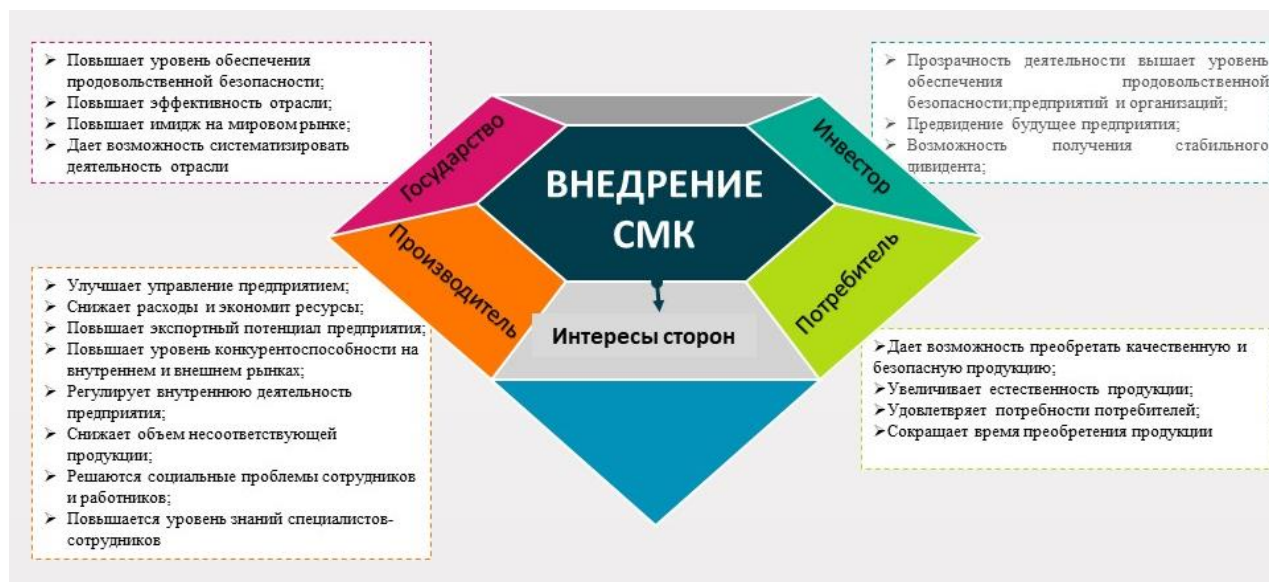 Повышает уровень обеспечения
продовольственной безопасности;
Повышает эффективность отрасли;
Повышает имидж на мировом рынке;
Дает возможность систематизировать
деятельность отрасли
Государство
Инвестор
Прозрачность деятельности вышает уровень
обеспечения продовольственной
безопасности;предприятий и организаций;
Предвидение будущее предприятия;
Возможность получения стабильного
дивидента;
ВНЕДРЕНИЕ
СМК
Производитель
Потребитель
Интересы сторон
Улучшает управление предприятием;
Снижает расходы и экономит ресурсы;
Повышает экспортный потенциал предприятия;
Повышает уровень конкурентоспособности на
внутреннем и внешнем рынках;
Регулирует внутреннюю деятельность
предприятия;
Снижает объем несоответствующей
продукции;
Решаются социальные проблемы сотрудников
и работников;
Повышается уровень знаний специалистов-
сотрудников
Дает возможность преобретать качественную и
безопасную продукцию;
Увеличивает естественность продукции;
Удовлетвряет потребности потребителей;
Сокращает время преобретения продукции